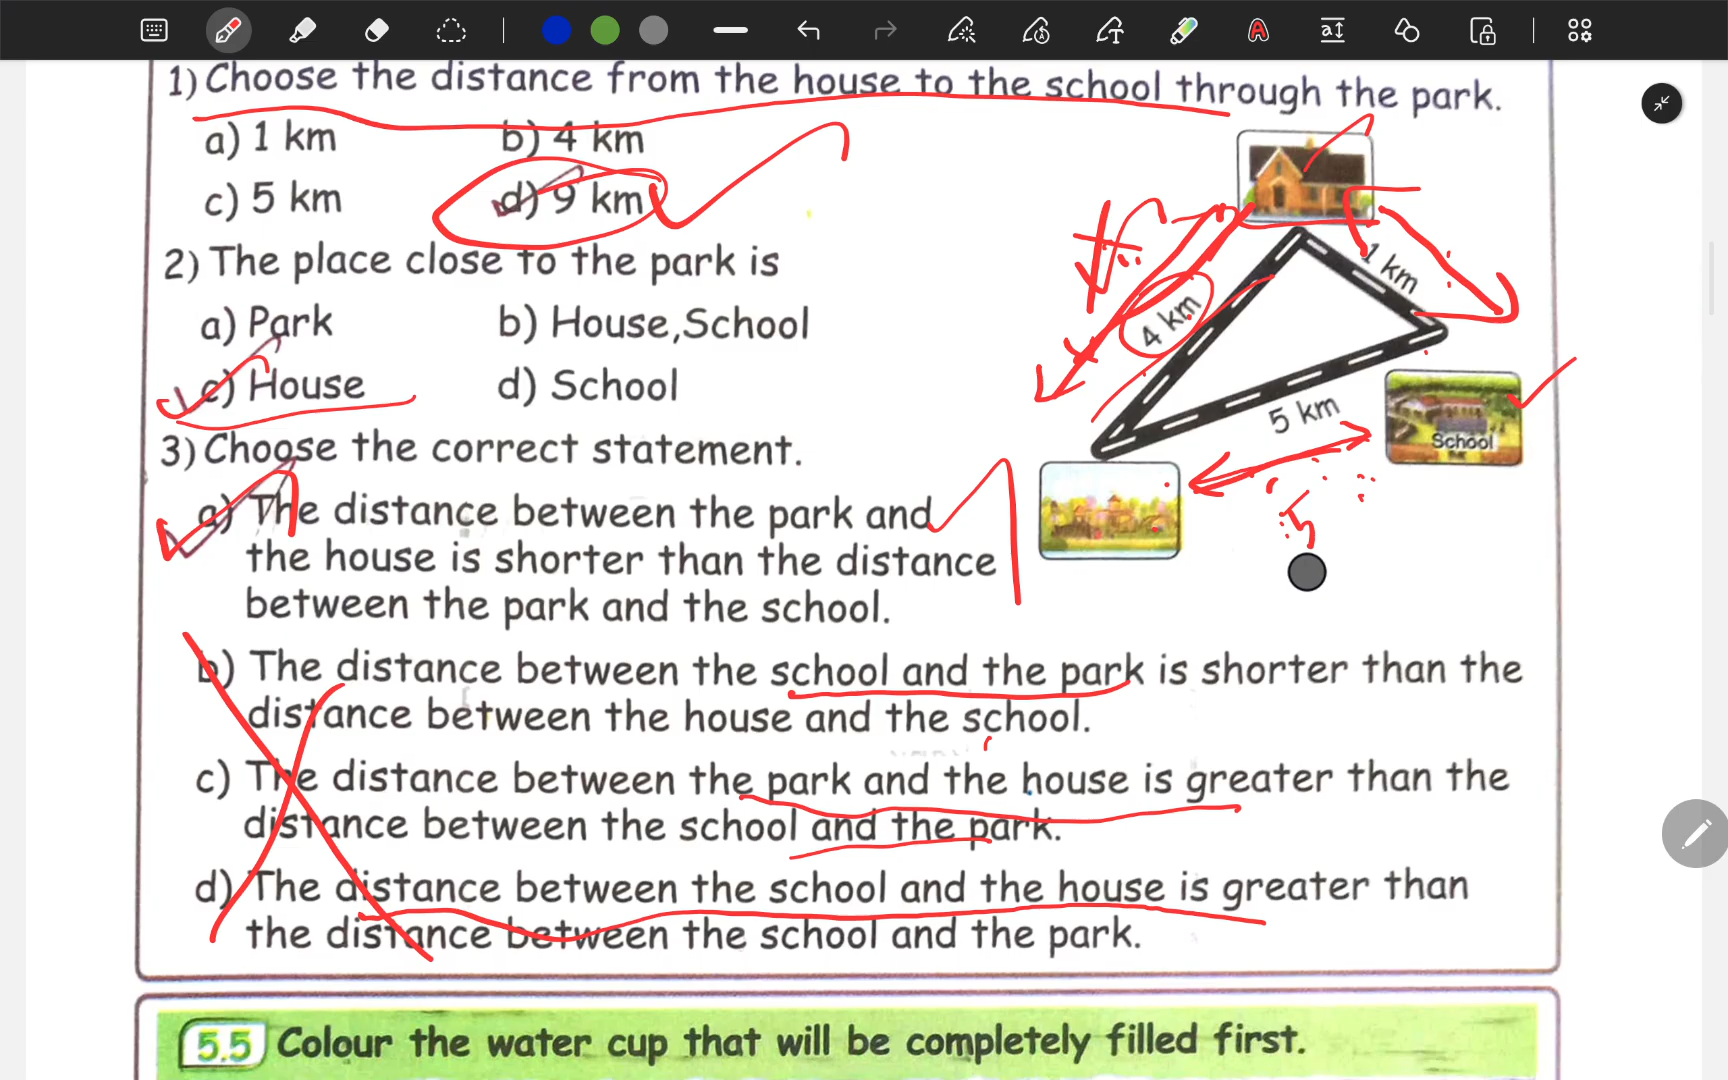 1) Choose the distance from the house to the school through the park.
a) 1 km b) 4 km
c) 5 km d) 9 km
2) The place close to the park is
a) Park b) House,School
c) House d) School
3) Choose the correct statement.
a) The distance between the park and
the house is shorter than the distance
between the park and the school.
b) The distance between the school and the park is shorter than the
distance between the house and the school.
c) The distance between the park and the house is greater than the
distance between the school and the park.
d) The distance between the school and the house is greater than
the distance between the school and the park.
1 km
4 km
5 km
School
5.5 Colour the water cup that will be completely filled first.